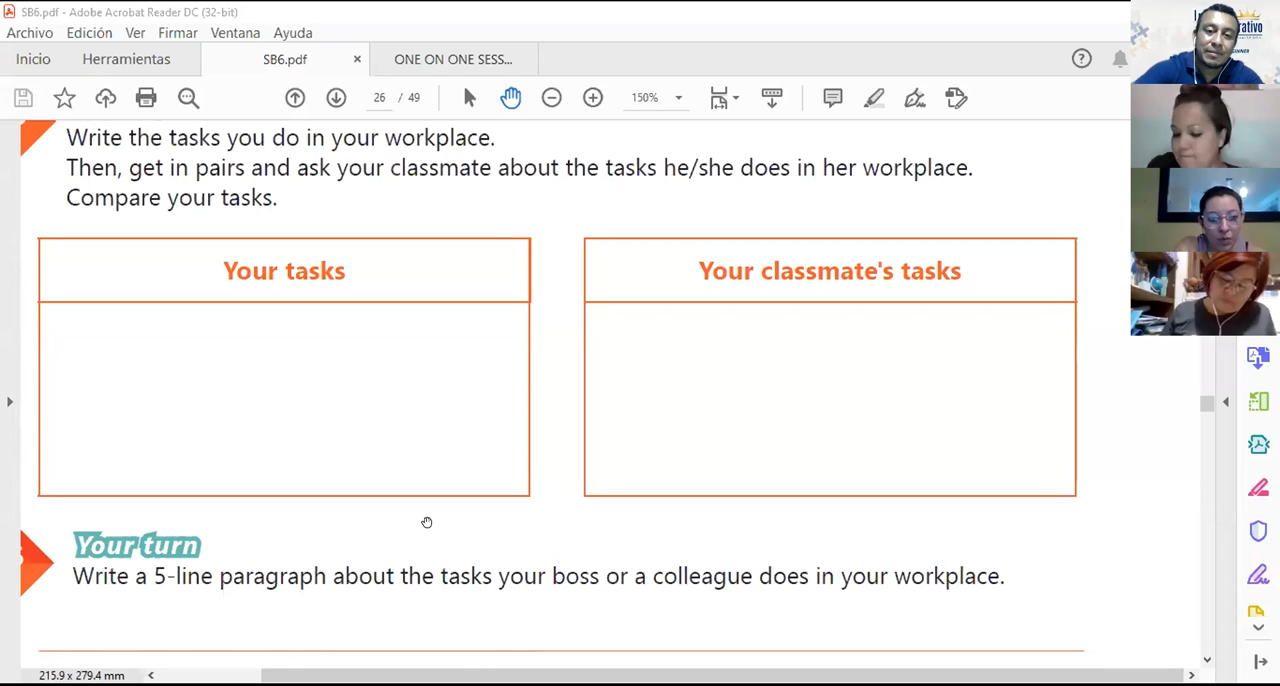 SB6.pdf - Adobe Acrobat Reader DC (32-bit)
Archivo Edición Ver Firmar Ventana Ayuda
Inicio Herramientas SB6.pdf × ONE ON ONE SESS...
26 / 49 150%
Write the tasks you do in your workplace.
Then, get in pairs and ask your classmate about the tasks he/she does in her workplace.
Compare your tasks.
Your tasks Your classmate's tasks
Your turn
Write a 5-line paragraph about the tasks your boss or a colleague does in your workplace.
215.9 x 279.4 mm